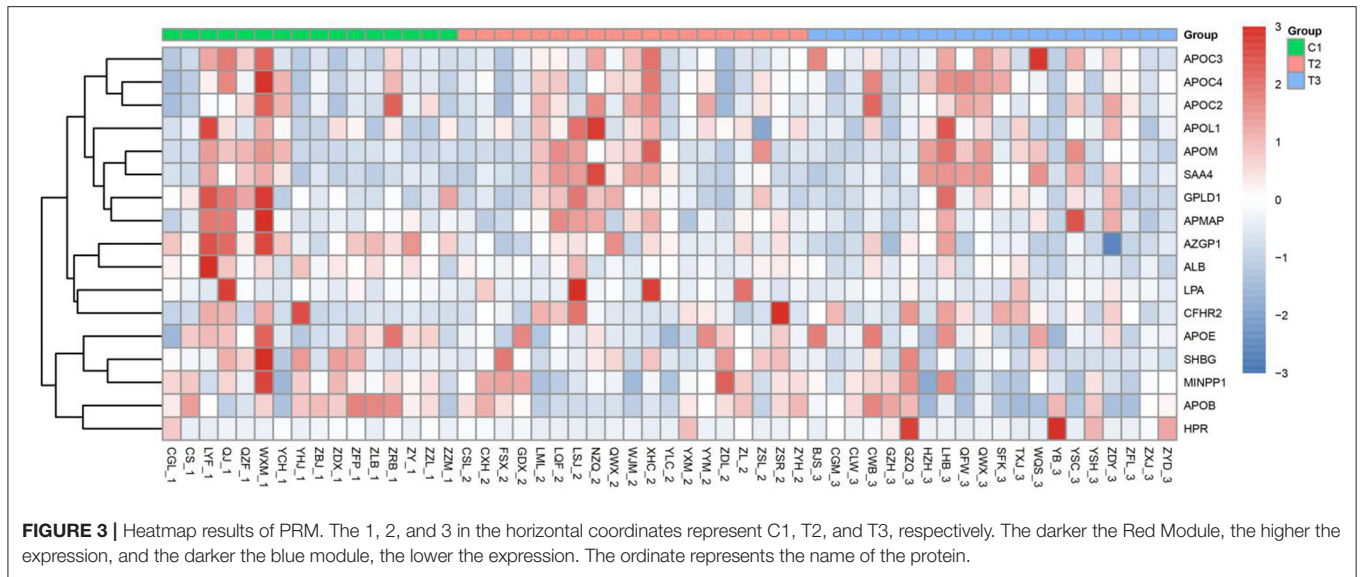 Group
APOC3
APOC4
APOC2
APOL1
APOM
SAA4
GPLD1
APMAP
AZGP1
ALB
LPA
CFHR2
APOE
SHBG
MINPP1
APOB
HPR
3
2
1
0
−1
−2
−3
Group
C1
T2
T3
CGL_1
CS_1
LYF_1
QJ_1
QZF_1
WXM_1
YCH_1
YHJ_1
ZBJ_1
ZDX_1
ZFP_1
ZLB_1
ZRB_1
ZY_1
ZZL_1
ZZM_1
CSL_2
CXH_2
FSX_2
GDX_2
LML_2
LQF_2
LSJ_2
NZQ_2
QWX_2
WJM_2
XHC_2
YLC_2
YXM_2
YYM_2
ZDL_2
ZL_2
ZSL_2
ZSR_2
ZYH_2
BJS_3
CGM_3
CLW_3
CWB_3
GZH_3
GZQ_3
HZH_3
LHB_3
QFW_3
QWX_3
SFK_3
TXJ_3
WQS_3
YB_3
YSC_3
YSH_3
ZDY_3
ZFL_3
ZXJ_3
ZYD_3
FIGURE 3 | Heatmap results of PRM. The 1, 2, and 3 in the horizontal coordinates represent C1, T2, and T3, respectively. The darker the Red Module, the higher the
expression, and the darker the blue module, the lower the expression. The ordinate represents the name of the protein.